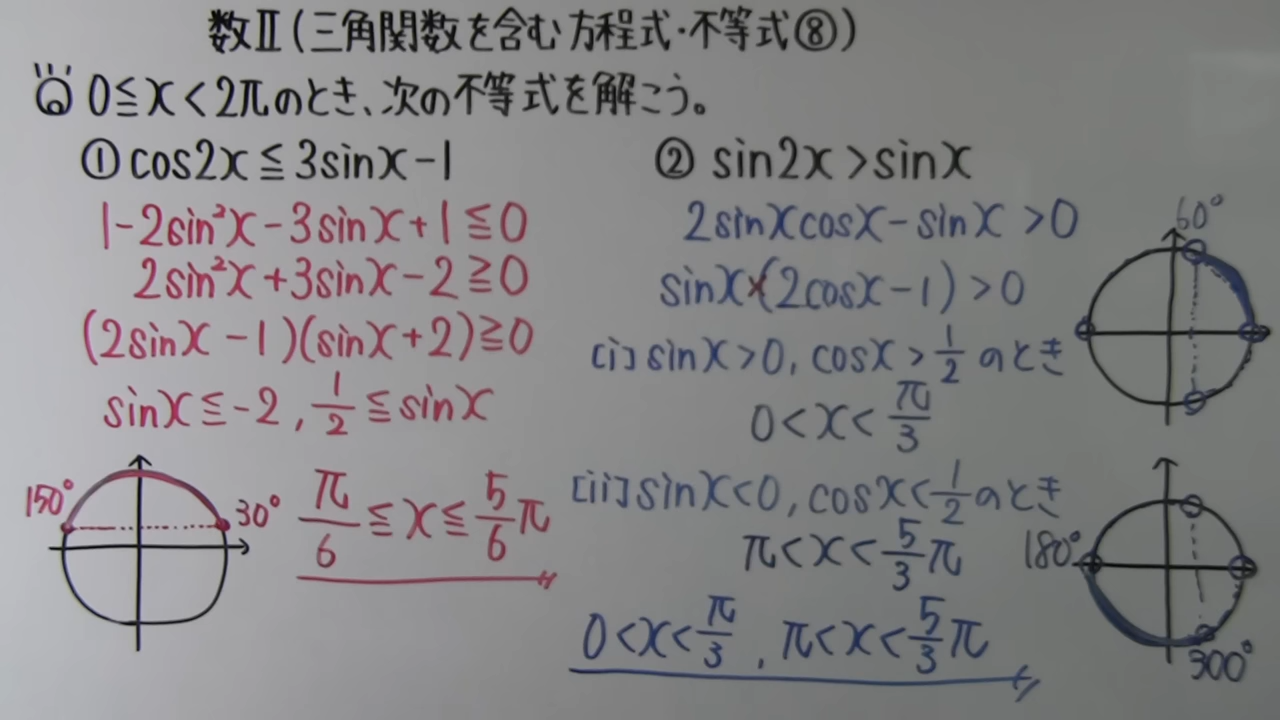 数Ⅱ(三角関数を含む方程式・不等式⑧)
0≦x<2πのとき、次の不等式を解こう。
① cos2x≦3sinx-1
1-2sin²x-3sinx+1≦0
2sin²x+3sinx-2≧0
(2sinx-1)(sinx+2)≧0
sinx≦-2, 1/2≦sinx
150°
30°
π/6≦x≦5/6π
② sin2x>sinx
2sinxcosx-sinx>0
sinx×(2cosx-1)>0
[i] sinx>0, cosx>1/2のとき
0<x<π/3
60°
[ii] sinx<0, cosx<1/2のとき
π<x<5/3π
180°
300°
0<x<π/3, π<x<5/3π